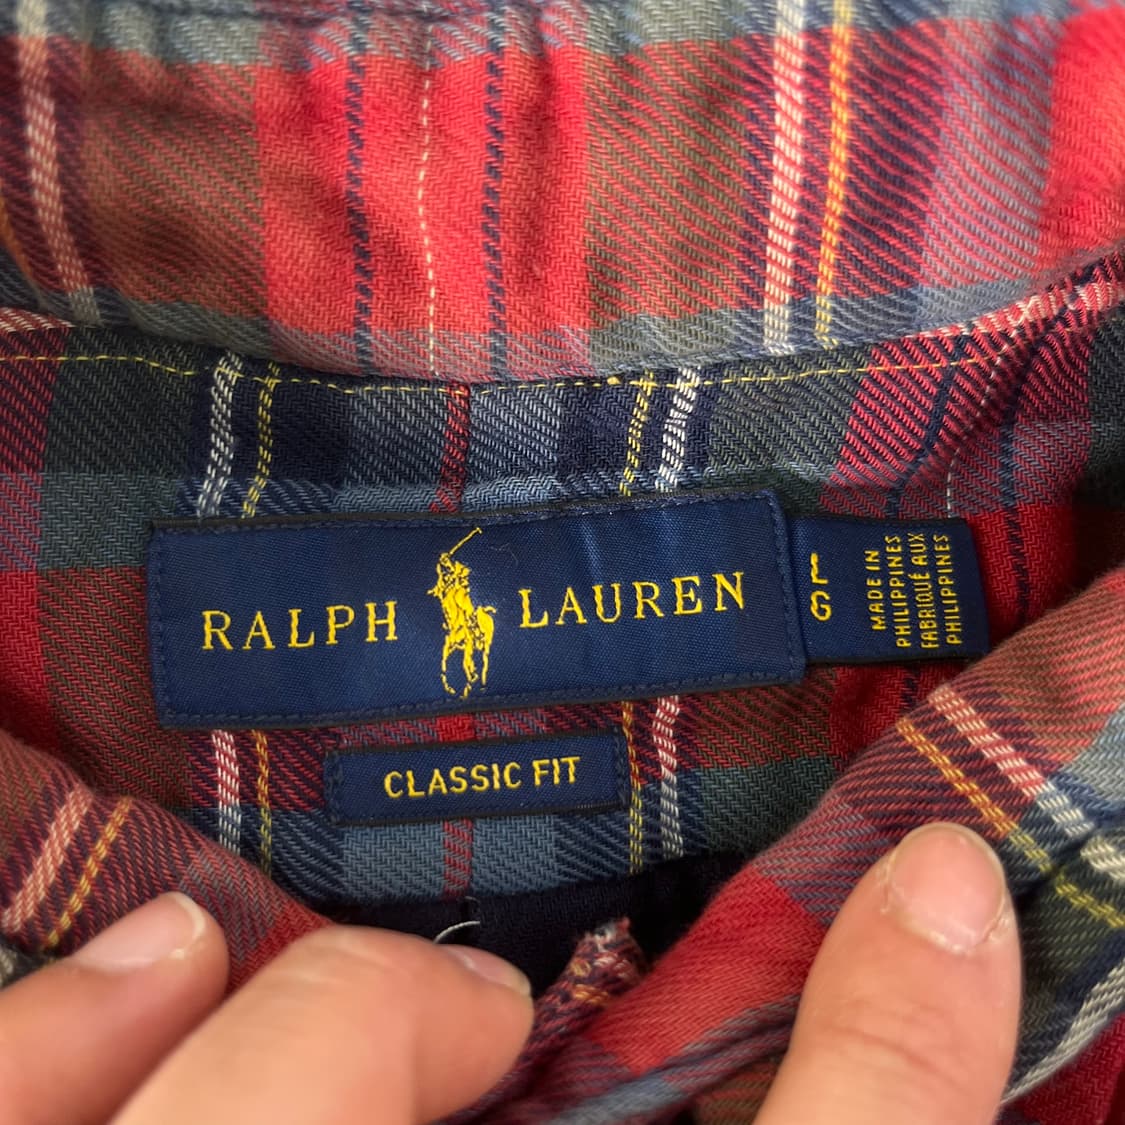 RALPH LAUREN
L
G
MADE IN
PHILIPPINES
FABRIQUÉ AUX
PHILIPPINES
CLASSIC FIT